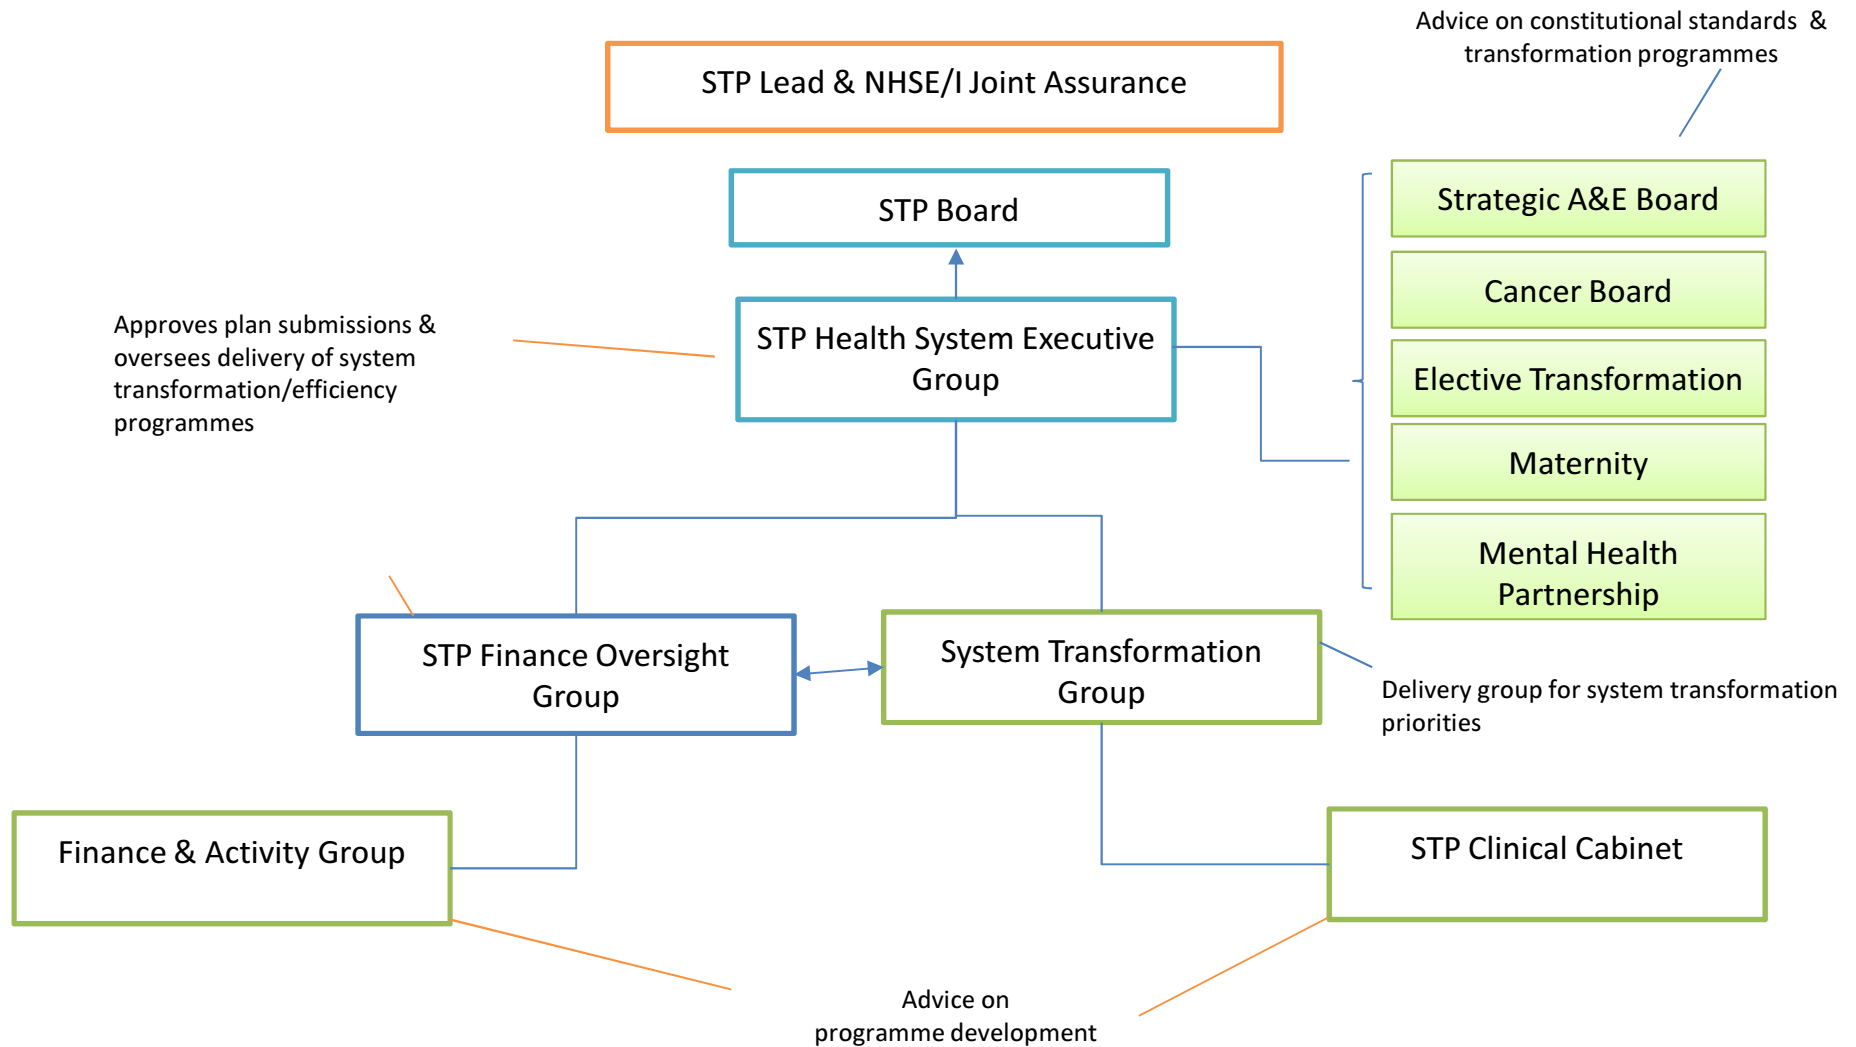 Advice on constitutional standards &
transformation programmes
STP Lead & NHSE/I Joint Assurance
STP Board
Strategic A&E Board
Cancer Board
Approves plan submissions &
oversees delivery of system
transformation/efficiency
programmes
STP Health System Executive
Group
Elective Transformation
Maternity
Mental Health
Partnership
STP Finance Oversight
Group
System Transformation
Group
Delivery group for system transformation
priorities
Finance & Activity Group
STP Clinical Cabinet
Advice on
programme development